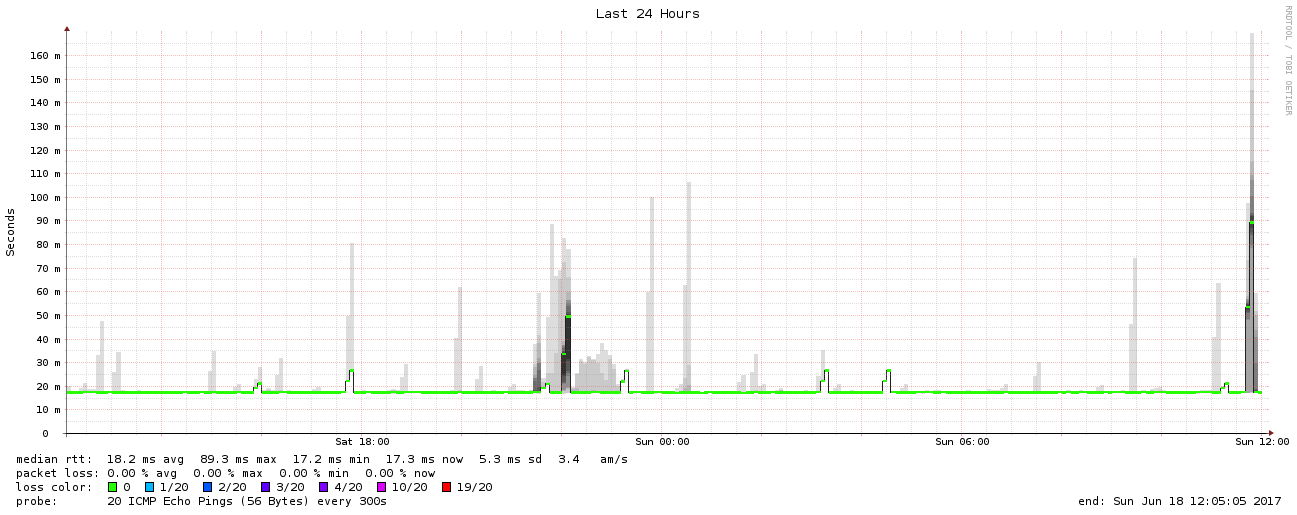 Last 24 Hours
RRDTOOL / TOBI OETIKER
Seconds
160 m
150 m
140 m
130 m
120 m
110 m
100 m
90 m
80 m
70 m
60 m
50 m
40 m
30 m
20 m
10 m
0
Sat 18:00 Sun 00:00 Sun 06:00 Sun 12:00
median rtt: 18.2 ms avg 89.3 ms max 17.2 ms min 17.3 ms now 5.3 ms sd 3.4 am/s
packet loss: 0.00 % avg 0.00 % max 0.00 % min 0.00 % now
loss color: 0 1/20 2/20 3/20 4/20 10/20 19/20
probe: 20 ICMP Echo Pings (56 Bytes) every 300s end: Sun Jun 18 12:05:05 2017